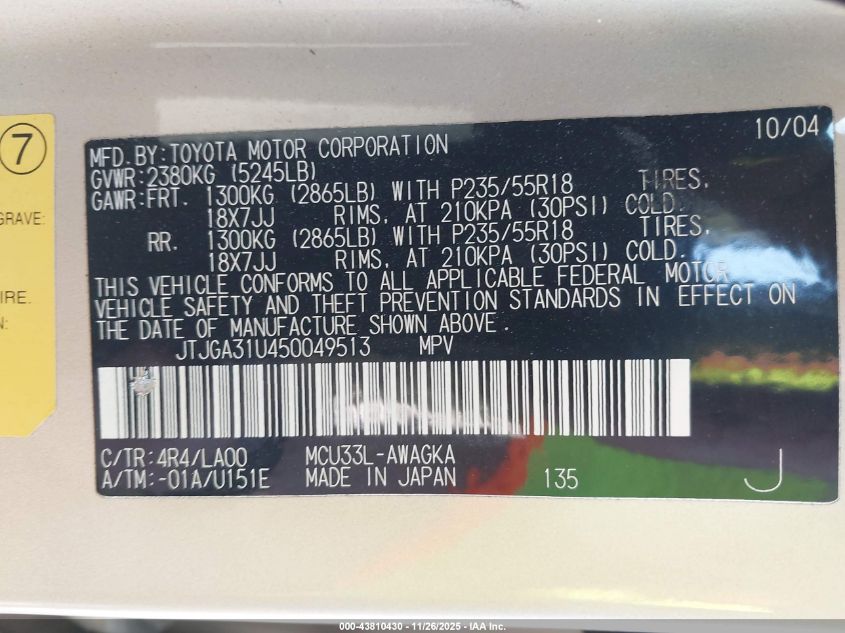 7
GRAVE:
IRE.
N:
10/04
MFD. BY: TOYOTA MOTOR CORPORATION
GVWR: 2380KG (5245LB)
GAWR: FRT. 1300KG (2865LB) WITH P235/55R18 TIRES,
18X7JJ RIMS, AT 210KPA (30PSI) COLD.
RR. 1300KG (2865LB) WITH P235/55R18 TIRES,
18X7JJ RIMS, AT 210KPA (30PSI) COLD.
THIS VEHICLE CONFORMS TO ALL APPLICABLE FEDERAL MOTOR
VEHICLE SAFETY AND THEFT PREVENTION STANDARDS IN EFFECT ON
THE DATE OF MANUFACTURE SHOWN ABOVE.
JTJGA31U450049513 MPV
C/TR: 4R4/LA00 MCU33L-AWAGKA
A/TM: -01A/U151E MADE IN JAPAN 135 J
000-43810430 - 11/26/2025 - IAA Inc.